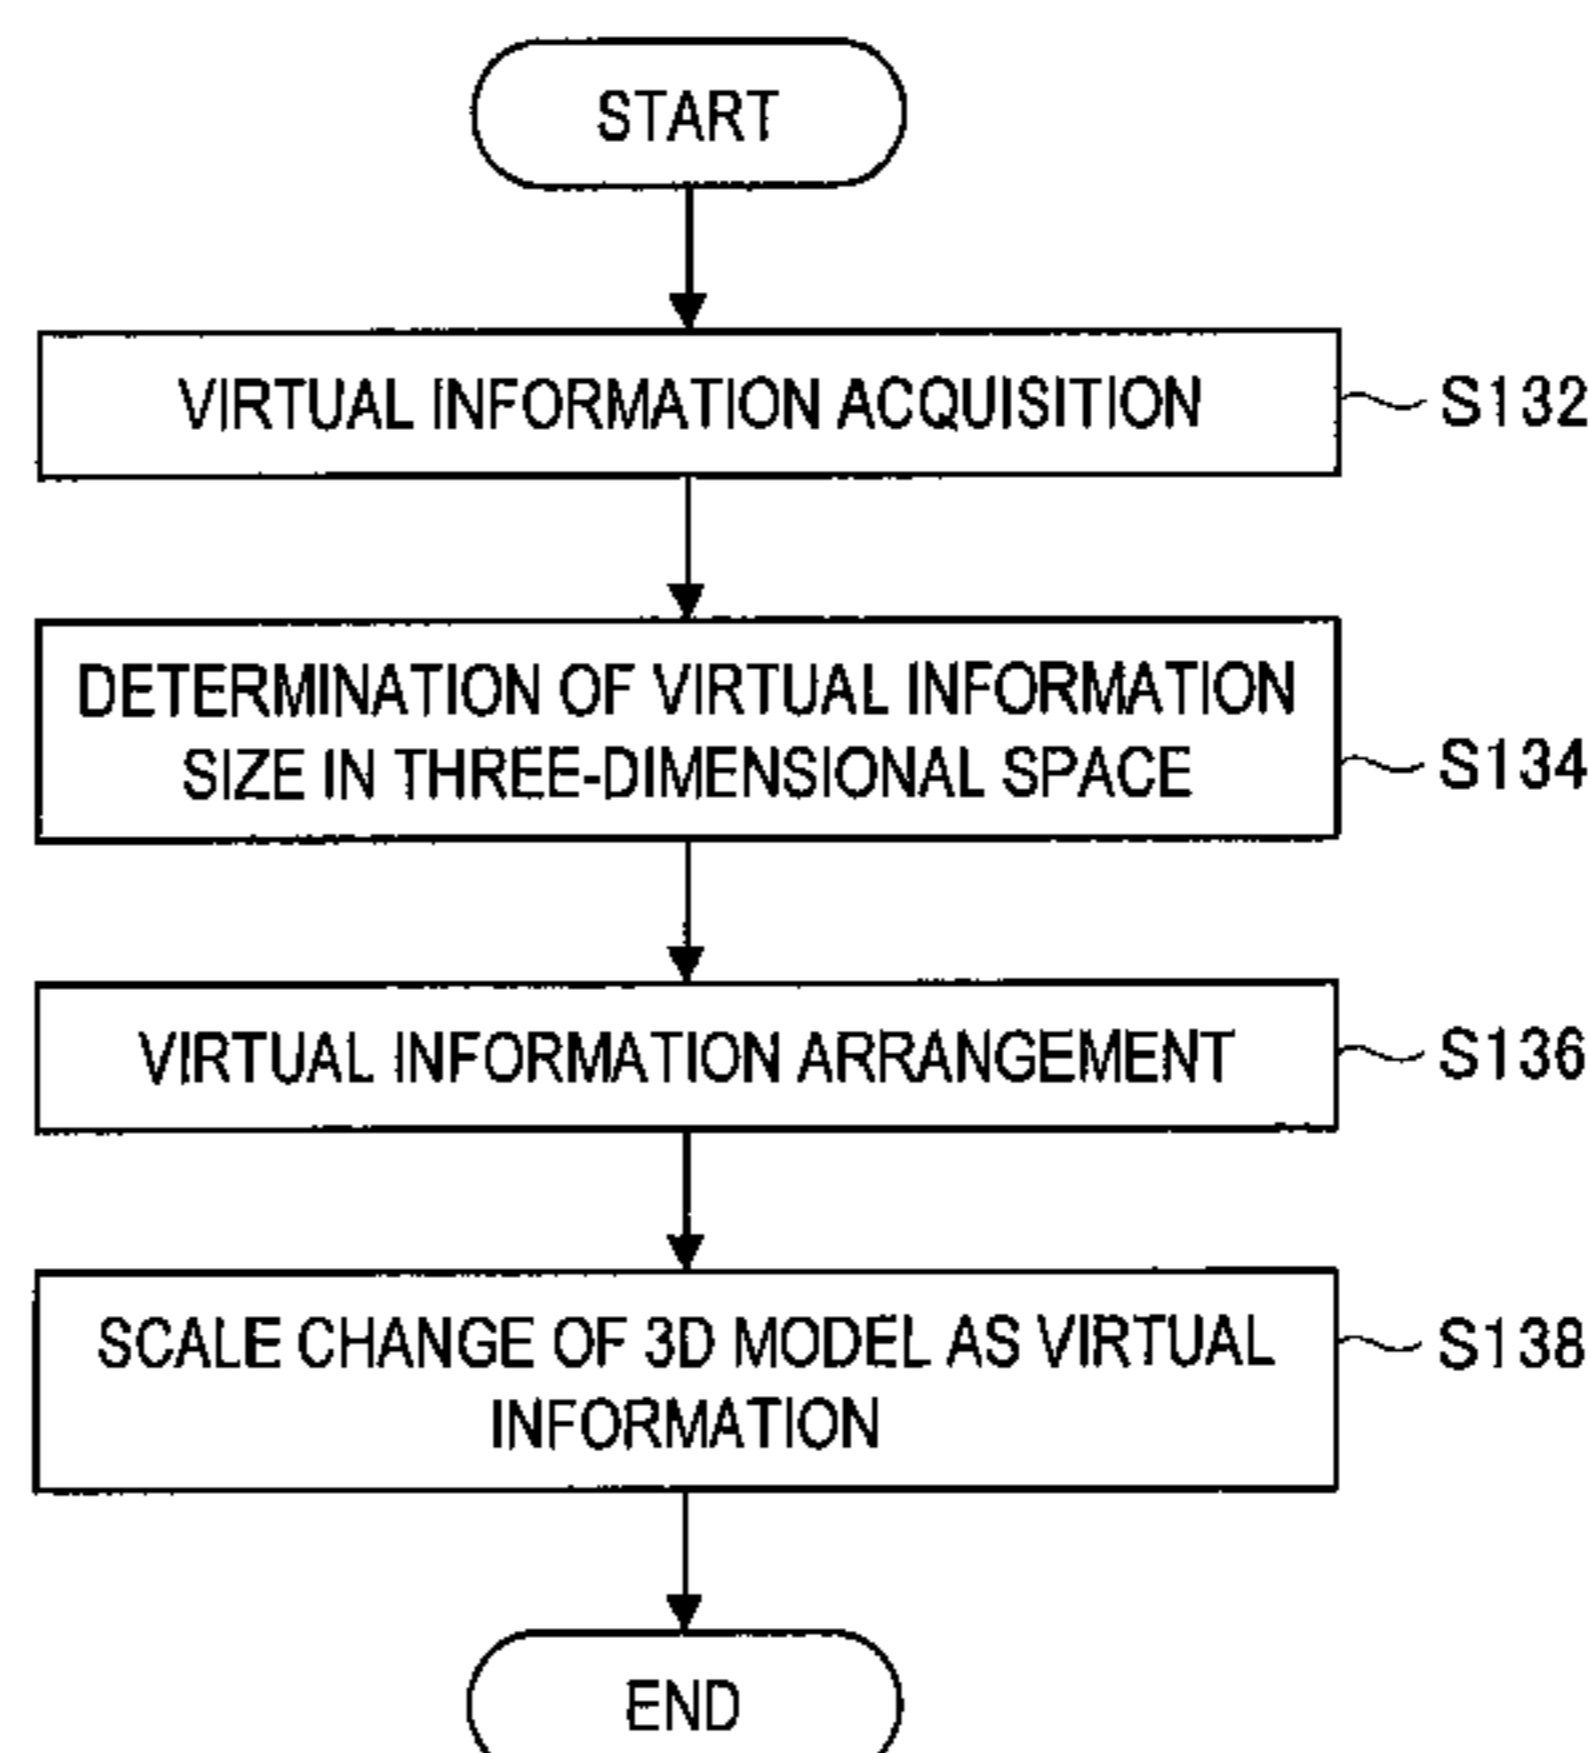 START
VIRTUAL INFORMATION ACQUISITION
S132
DETERMINATION OF VIRTUAL INFORMATION
SIZE IN THREE-DIMENSIONAL SPACE
S134
VIRTUAL INFORMATION ARRANGEMENT
S136
SCALE CHANGE OF 3D MODEL AS VIRTUAL
INFORMATION
S138
END